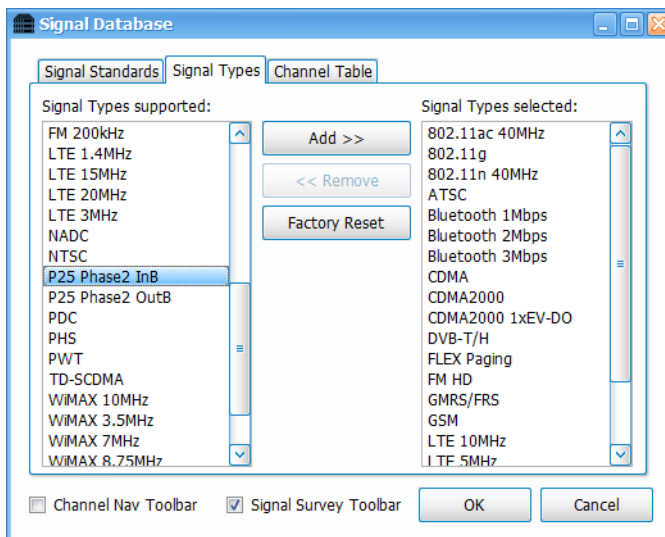 Signal Database
Signal Standards
Signal Types
Channel Table
Signal Types supported:
FM 200kHz
LTE 1.4MHz
LTE 15MHz
LTE 20MHz
LTE 3MHz
NADC
NTSC
P25 Phase2 InB
P25 Phase2 OutB
PDC
PHS
PWT
TD-SCDMA
WiMAX 10MHz
WiMAX 3.5MHz
WiMAX 7MHz
WiMAX 8.75MHz
Add >>
<< Remove
Factory Reset
Signal Types selected:
802.11ac 40MHz
802.11g
802.11n 40MHz
ATSC
Bluetooth 1Mbps
Bluetooth 2Mbps
Bluetooth 3Mbps
CDMA
CDMA2000
CDMA2000 1xEV-DO
DVB-T/H
FLEX Paging
FM HD
GMRS/FRS
GSM
LTE 10MHz
LTE 5MHz
Channel Nav Toolbar
Signal Survey Toolbar
OK
Cancel